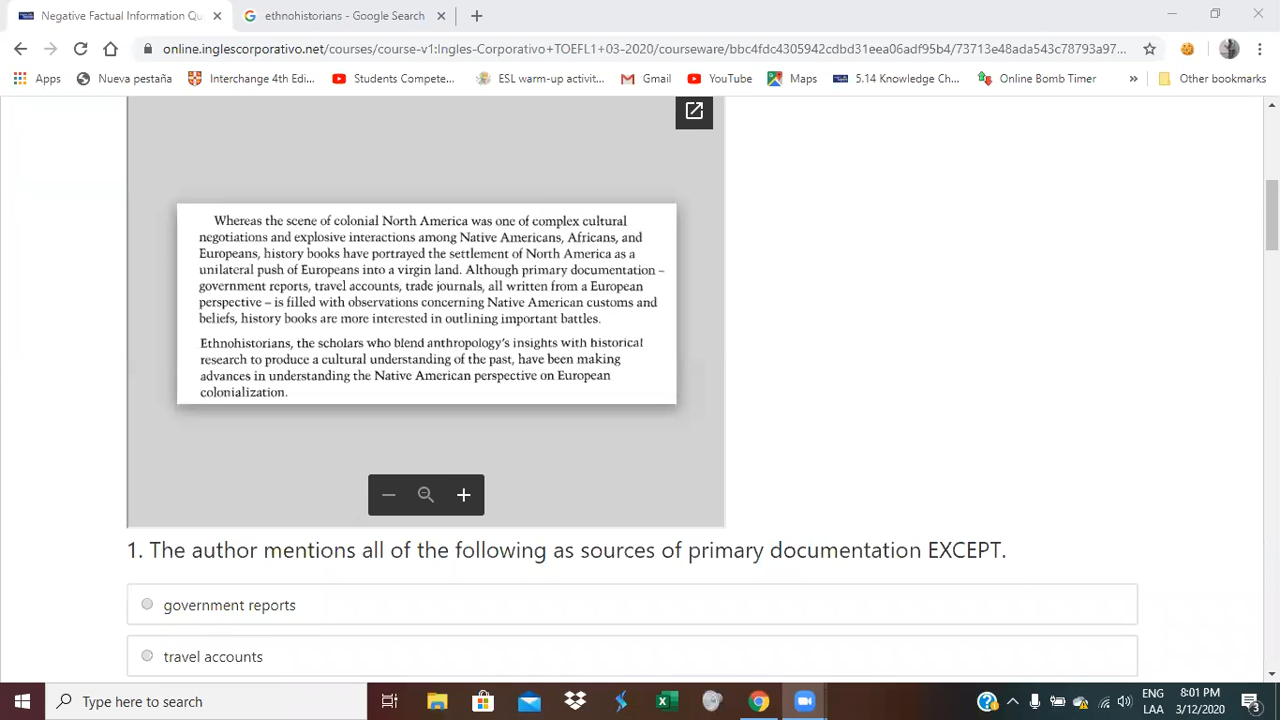 Negative Factual Information Qu
ethnohistorians - Google Search
online.inglescorporativo.net/courses/course-v1:Ingles-Corporativo+TOEFL1+03-2020/courseware/bbc4fdc4305942cdbd31eea06adf95b4/73713e48ada543c78793a97...
Apps
Nueva pestaña
Interchange 4th Edi...
Students Compete...
ESL warm-up activit...
Gmail
YouTube
Maps
5.14 Knowledge Ch...
Online Bomb Timer
»
Other bookmarks
Whereas the scene of colonial North America was one of complex cultural
negotiations and explosive interactions among Native Americans, Africans, and
Europeans, history books have portrayed the settlement of North America as a
unilateral push of Europeans into a virgin land. Although primary documentation –
government reports, travel accounts, trade journals, all written from a European
perspective – is filled with observations concerning Native American customs and
beliefs, history books are more interested in outlining important battles.
Ethnohistorians, the scholars who blend anthropology's insights with historical
research to produce a cultural understanding of the past, have been making
advances in understanding the Native American perspective on European
colonialization.
1. The author mentions all of the following as sources of primary documentation EXCEPT.
government reports
travel accounts
Type here to search
ENG
LAA
8:01 PM
3/12/2020
3